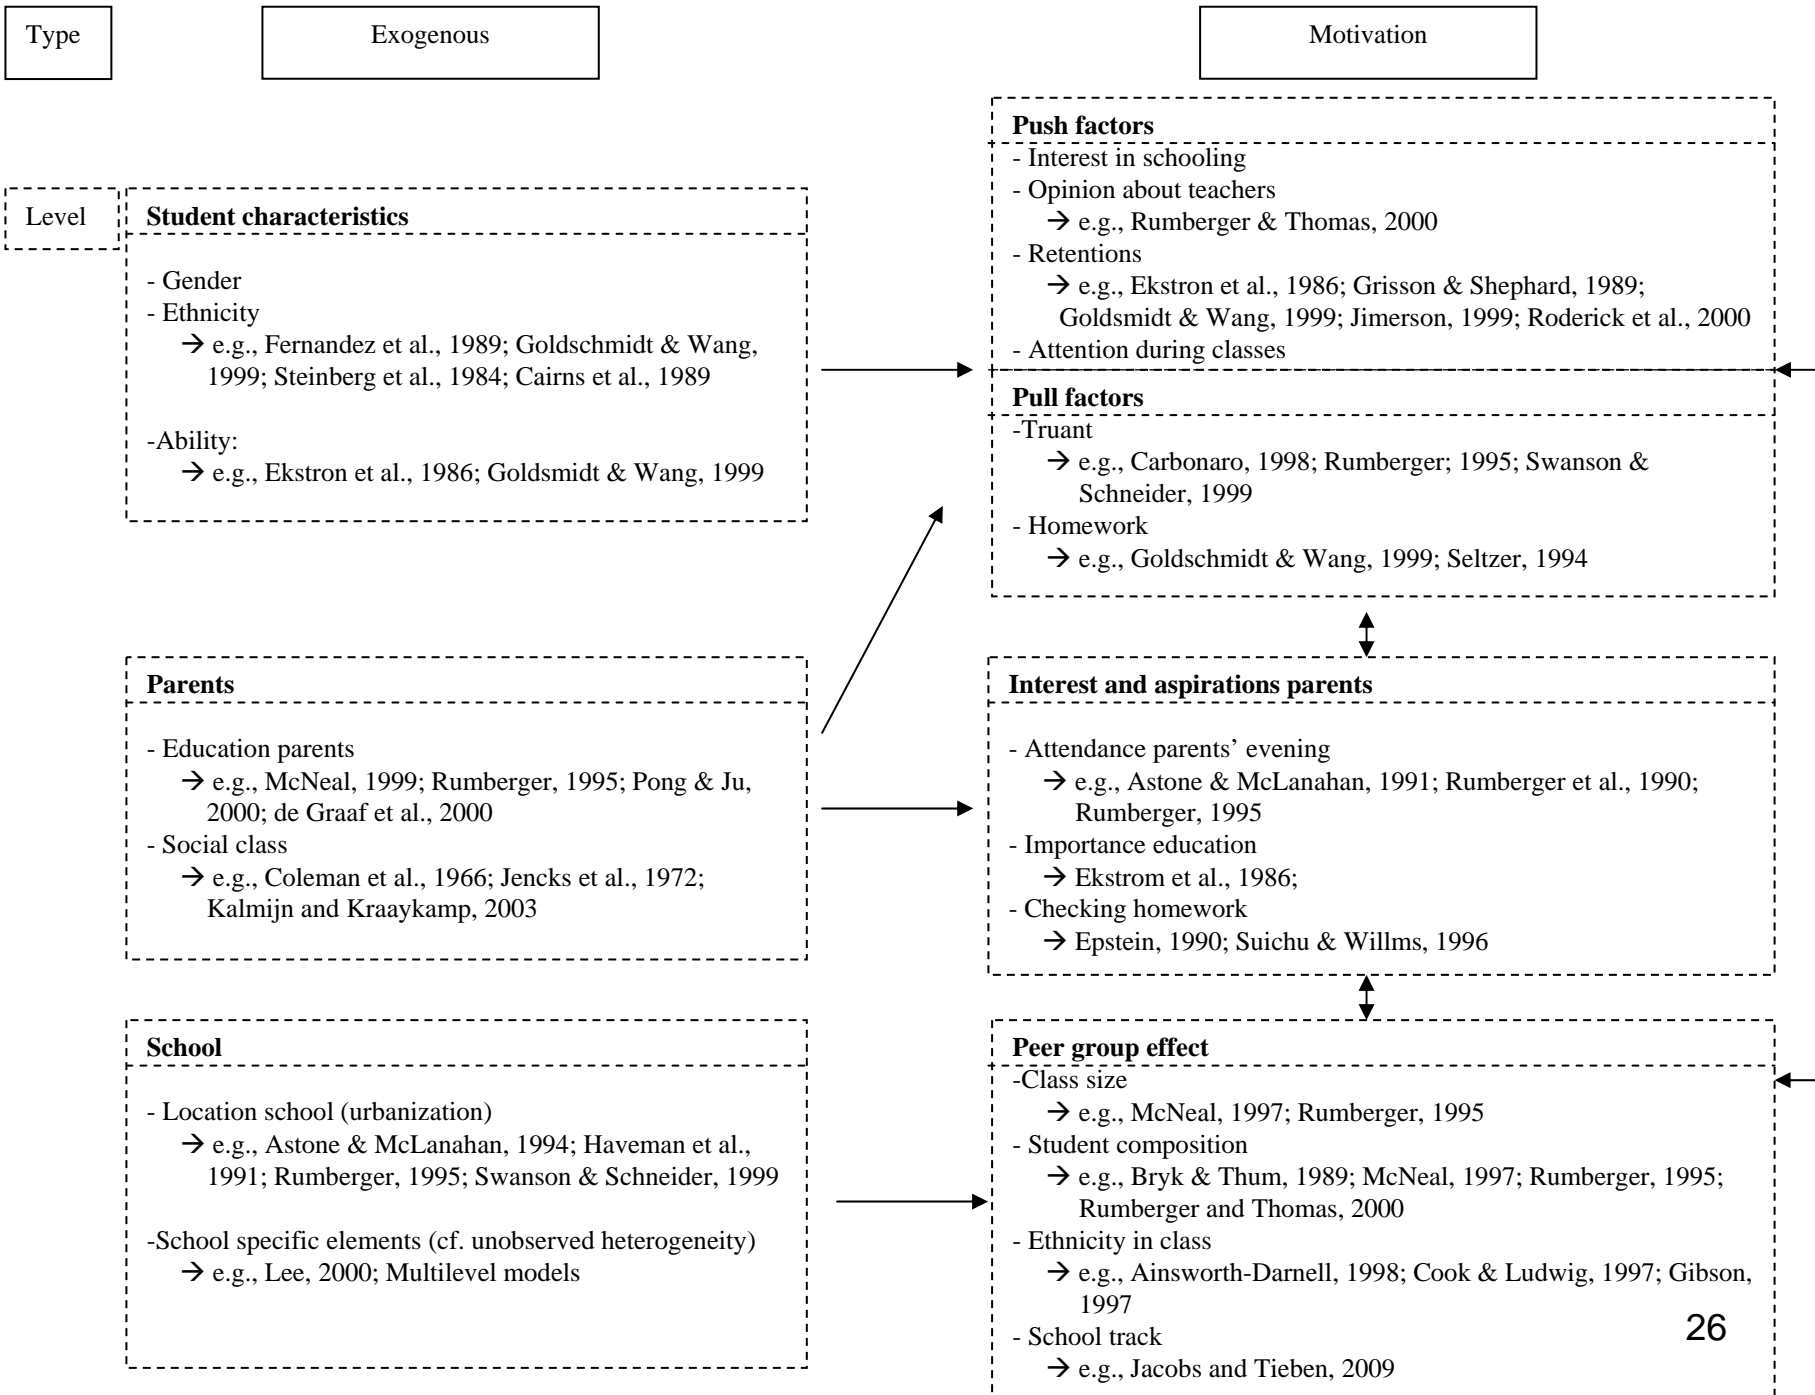 Type
Exogenous
Motivation
Level
Student characteristics
- Gender
- Ethnicity
→ e.g., Fernandez et al., 1989; Goldschmidt & Wang,
1999; Steinberg et al., 1984; Cairns et al., 1989
-Ability:
→ e.g., Ekstron et al., 1986; Goldsmidt & Wang, 1999
Push factors
- Interest in schooling
- Opinion about teachers
→ e.g., Rumberger & Thomas, 2000
- Retentions
→ e.g., Ekstron et al., 1986; Grisson & Shephard, 1989;
Goldsmidt & Wang, 1999; Jimerson, 1999; Roderick et al., 2000
- Attention during classes
Pull factors
-Truant
→ e.g., Carbonaro, 1998; Rumberger; 1995; Swanson &
Schneider, 1999
- Homework
→ e.g., Goldschmidt & Wang, 1999; Seltzer, 1994
Parents
- Education parents
→ e.g., McNeal, 1999; Rumberger, 1995; Pong & Ju,
2000; de Graaf et al., 2000
- Social class
→ e.g., Coleman et al., 1966; Jencks et al., 1972;
Kalmijn and Kraaykamp, 2003
Interest and aspirations parents
- Attendance parents’ evening
→ e.g., Astone & McLanahan, 1991; Rumberger et al., 1990;
Rumberger, 1995
- Importance education
→ Ekstrom et al., 1986;
- Checking homework
→ Epstein, 1990; Suichu & Willms, 1996
School
- Location school (urbanization)
→ e.g., Astone & McLanahan, 1994; Haveman et al.,
1991; Rumberger, 1995; Swanson & Schneider, 1999
-School specific elements (cf. unobserved heterogeneity)
→ e.g., Lee, 2000; Multilevel models
Peer group effect
-Class size
→ e.g., McNeal, 1997; Rumberger, 1995
- Student composition
→ e.g., Bryk & Thum, 1989; McNeal, 1997; Rumberger, 1995;
Rumberger and Thomas, 2000
- Ethnicity in class
→ e.g., Ainsworth-Darnell, 1998; Cook & Ludwig, 1997; Gibson,
1997
- School track
→ e.g., Jacobs and Tieben, 2009
26